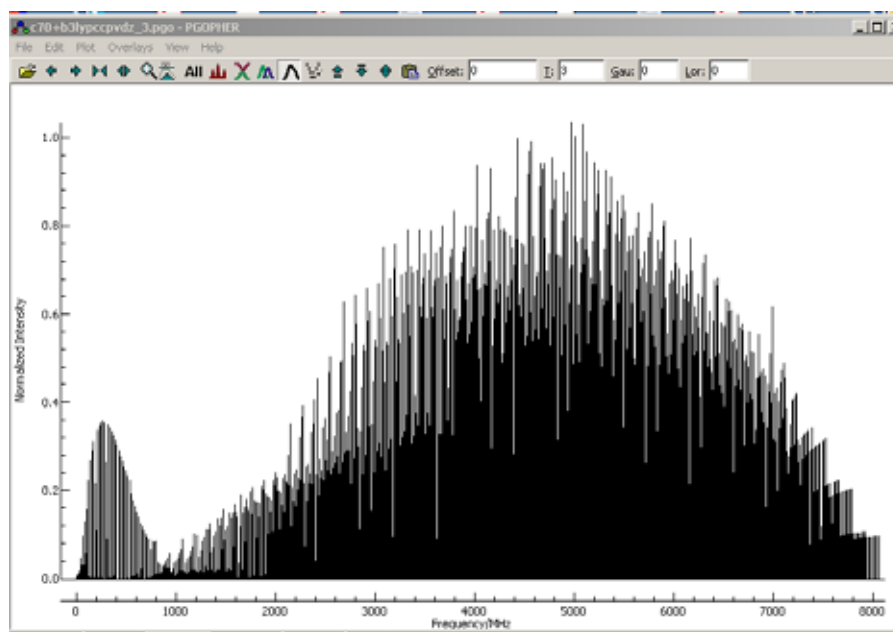 c70+b3lypccpvdz_3.pgo - PGOPHER
File Edit Plot Overlays View Help
All Offset: 0 T: 3 Gau: 0 Lor: 0
1.0
0.8
0.6
0.4
0.2
0.0
Normalized Intensity
0 1000 2000 3000 4000 5000 6000 7000 8000
Frequency/MHz